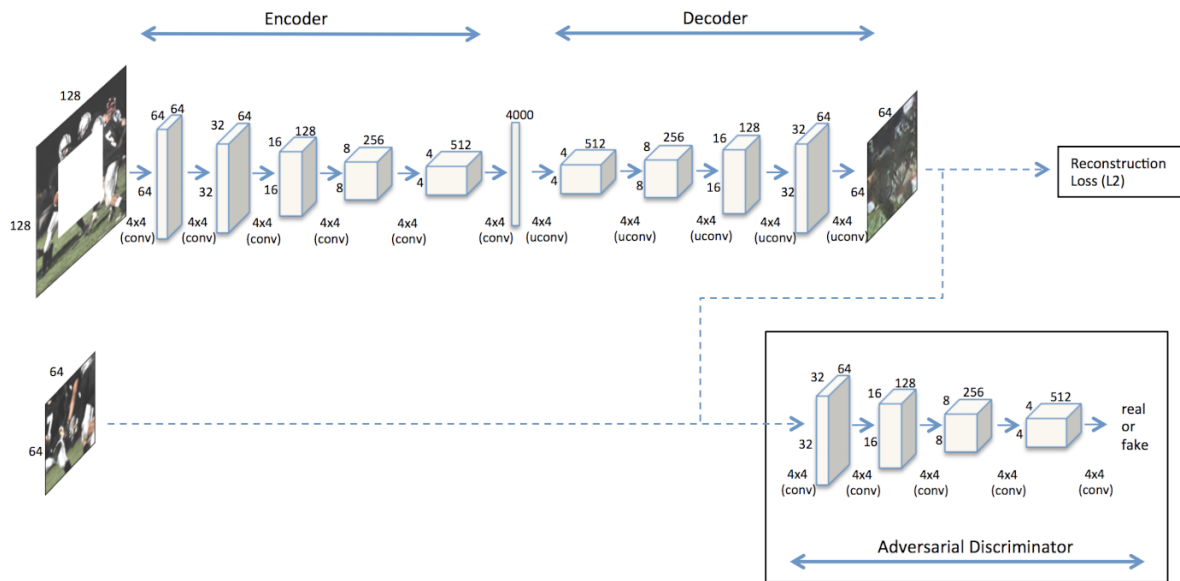 Encoder
Decoder
128
128
64 64
64
4x4
(conv)
32 64
32
4x4
(conv)
16 128
16
4x4
(conv)
8 256
8
4x4
(conv)
4 512
4
4x4
(conv)
4000
4x4
(conv)
4x4
(uconv)
4 512
4
4x4
(uconv)
8 256
8
4x4
(uconv)
16 128
16
4x4
(uconv)
32 64
32
4x4
(uconv)
64
64
Reconstruction
Loss (L2)
64
64
32 64
32
4x4
(conv)
16 128
16
4x4
(conv)
8 256
8
4x4
(conv)
4 512
4
4x4
(conv)
4x4
(conv)
real
or
fake
Adversarial Discriminator